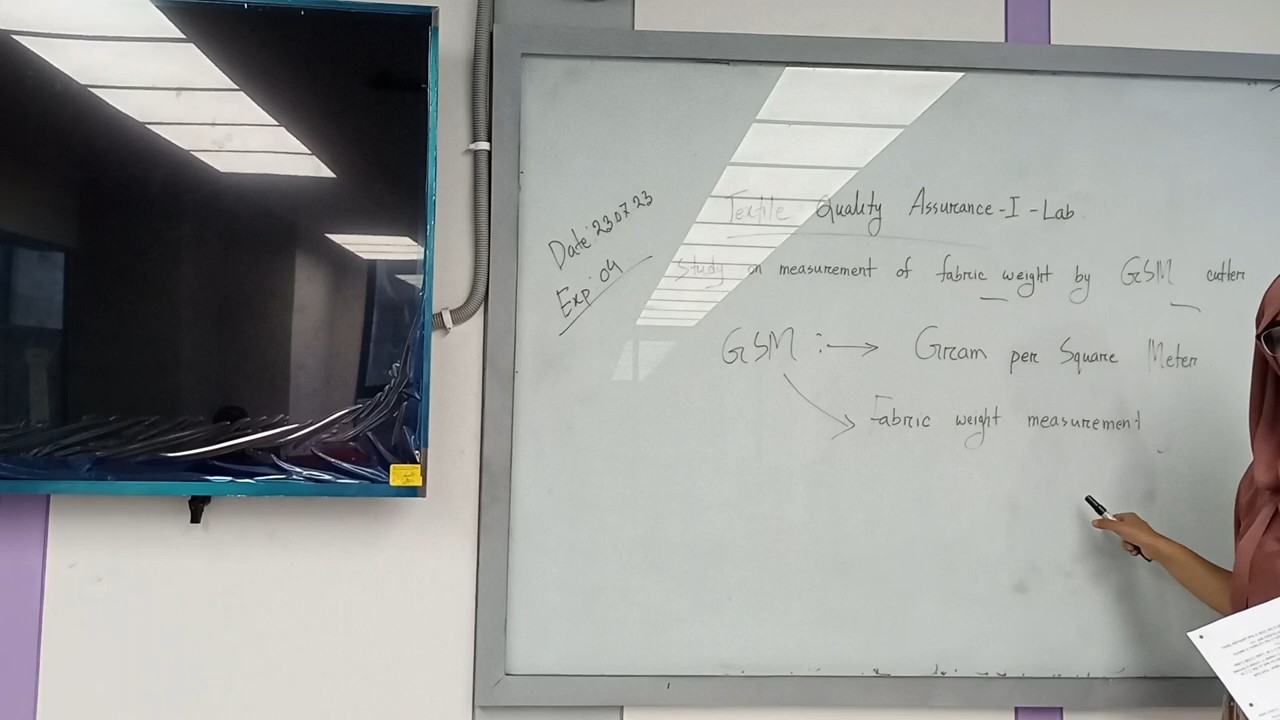 Date: 23 07 23
Exp: 04
Textile Quality Assurance-I-Lab
Study on measurement of fabric weight by GSM cutter
GSM :→ Gram per Square Meter
→ Fabric weight measurement